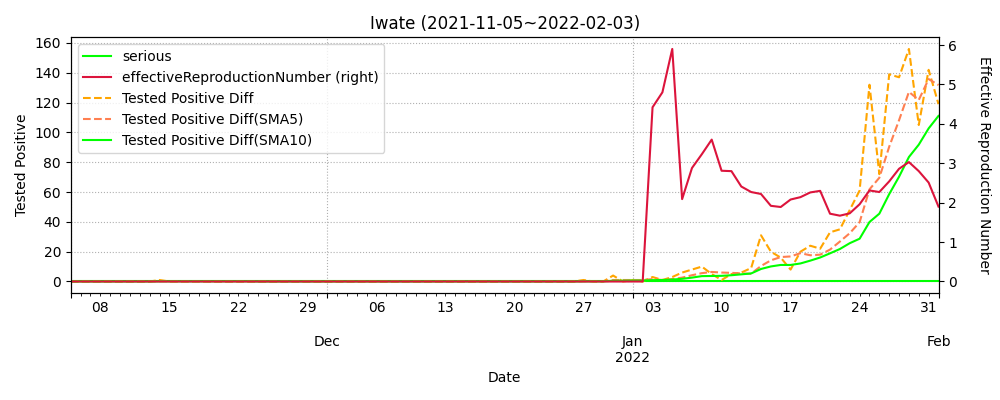 Iwate (2021-11-05~2022-02-03)
serious
effectiveReproductionNumber (right)
Tested Positive Diff
Tested Positive Diff(SMA5)
Tested Positive Diff(SMA10)
Tested Positive
160
140
120
100
80
60
40
20
0
6
5
4
3
2
1
0
Effective Reproduction Number
08 15 22 29 06 13 20 27 03 10 17 24 31
Dec Jan Feb
2022
Date